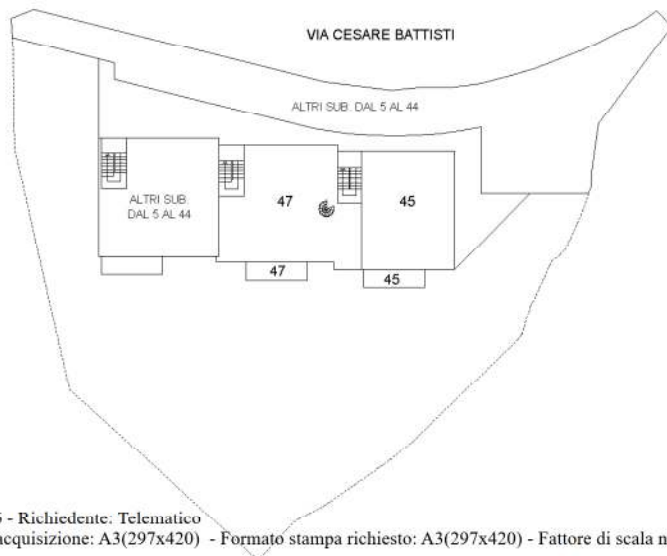 VIA CESARE BATTISTI
ALTRI SUB. DAL 5 AL 44
ALTRI SUB.
DAL 5 AL 44
47
45
47
45
- Richiedente: Telematico
acquisizione: A3(297x420) - Formato stampa richiesto: A3(297x420) - Fattore di scala n